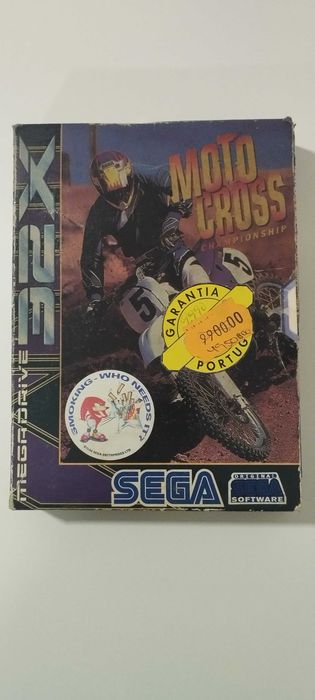 MEGADRIVE 32X
MOTO
CROSS
CHAMPIONSHIP
5
5
GARANTIA
9900.00
PORTUG
SMOKING-WHO NEEDS IT?
SEGA
ORIGINAL
SEGA
SOFTWARE